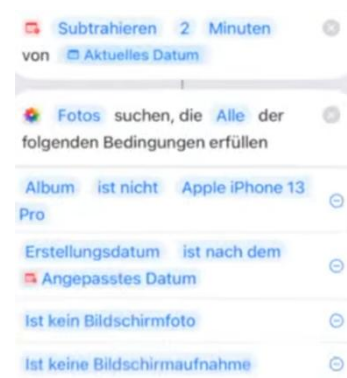 Subtrahieren 2 Minuten
von Aktuelles Datum
Fotos suchen, die Alle der
folgenden Bedingungen erfüllen
Album ist nicht Apple iPhone 13
Pro
Erstellungsdatum ist nach dem
Angepasstes Datum
Ist kein Bildschirmfoto
Ist keine Bildschirmaufnahme